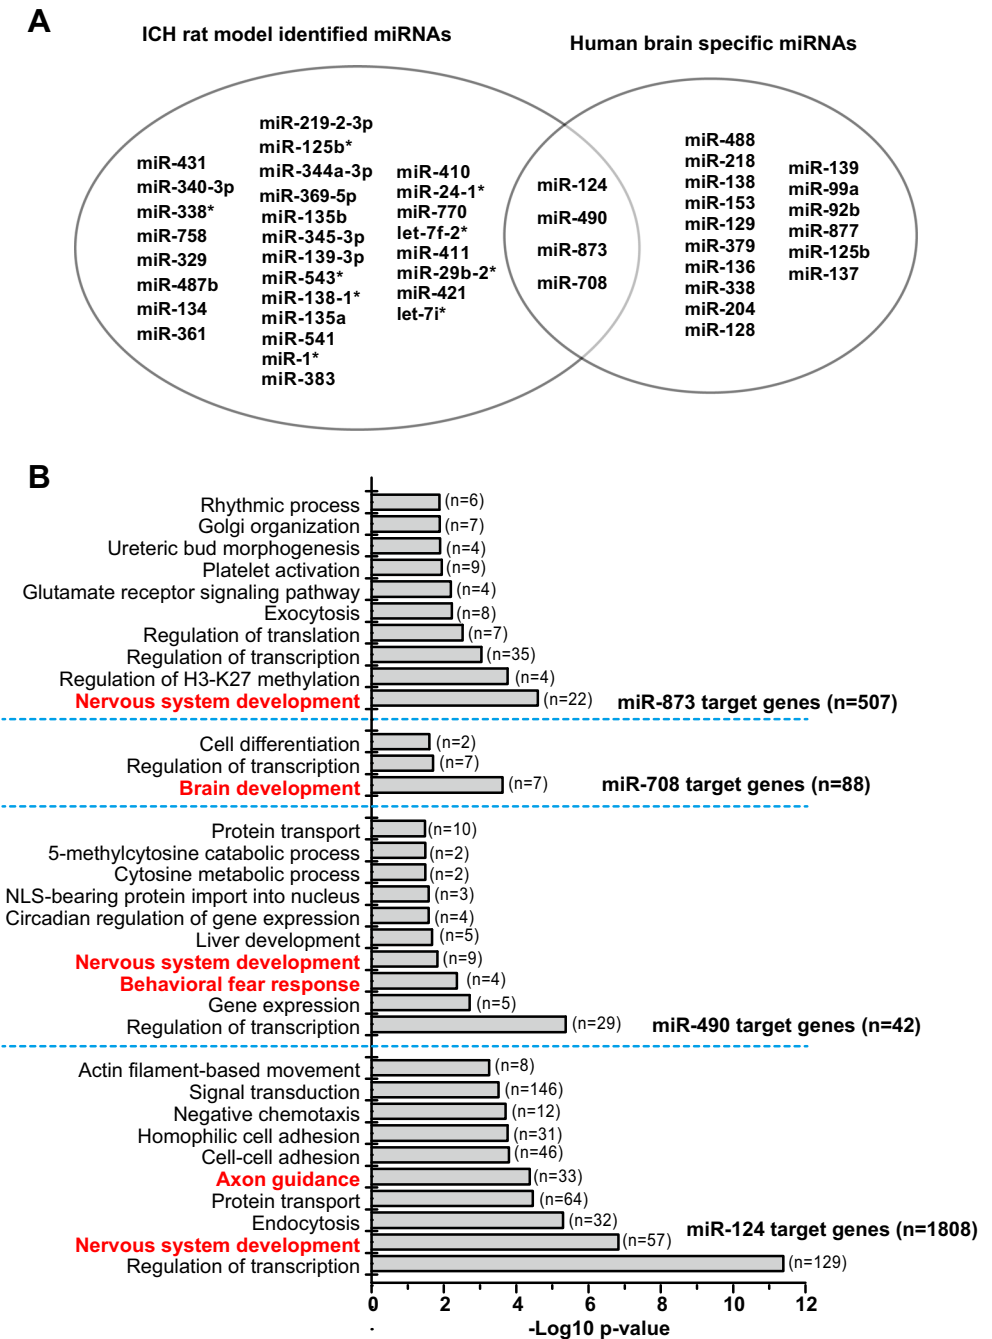 A
ICH rat model identified miRNAs
Human brain specific miRNAs
miR-431
miR-340-3p
miR-338*
miR-758
miR-329
miR-487b
miR-134
miR-361
miR-219-2-3p
miR-125b*
miR-344a-3p
miR-369-5p
miR-135b
miR-345-3p
miR-139-3p
miR-543*
miR-138-1*
miR-135a
miR-541
miR-1*
miR-383
miR-410
miR-24-1*
miR-770
let-7f-2*
miR-411
miR-29b-2*
miR-421
let-7i*
miR-124
miR-490
miR-873
miR-708
miR-488
miR-218
miR-138
miR-153
miR-129
miR-379
miR-136
miR-338
miR-204
miR-128
miR-139
miR-99a
miR-92b
miR-877
miR-125b
miR-137
B
Rhythmic process (n=6)
Golgi organization (n=7)
Ureteric bud morphogenesis (n=4)
Platelet activation (n=9)
Glutamate receptor signaling pathway (n=4)
Exocytosis (n=8)
Regulation of translation (n=7)
Regulation of transcription (n=35)
Regulation of H3-K27 methylation (n=4)
Nervous system development (n=22) miR-873 target genes (n=507)
Cell differentiation (n=2)
Regulation of transcription (n=7)
Brain development (n=7) miR-708 target genes (n=88)
Protein transport (n=10)
5-methylcytosine catabolic process (n=2)
Cytosine metabolic process (n=2)
NLS-bearing protein import into nucleus (n=3)
Circadian regulation of gene expression (n=4)
Liver development (n=5)
Nervous system development (n=9)
Behavioral fear response (n=4)
Gene expression (n=5)
Regulation of transcription (n=29) miR-490 target genes (n=42)
Actin filament-based movement (n=8)
Signal transduction (n=146)
Negative chemotaxis (n=12)
Homophilic cell adhesion (n=31)
Cell-cell adhesion (n=46)
Axon guidance (n=33)
Protein transport (n=64)
Endocytosis (n=32) miR-124 target genes (n=1808)
Nervous system development (n=57)
Regulation of transcription (n=129)
0 2 4 6 8 10 12
-Log10 p-value